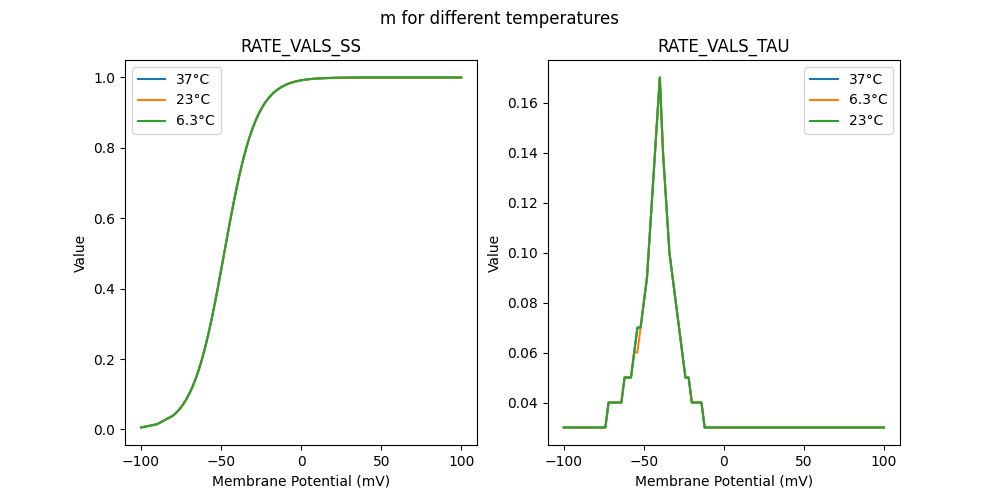 m for different temperatures
RATE_VALS_SS
RATE_VALS_TAU
1.0
0.8
0.6
0.4
0.2
0.0
Value
37°C
23°C
6.3°C
−100
−50
0
50
100
Membrane Potential (mV)
0.16
0.14
0.12
0.10
0.08
0.06
0.04
Value
37°C
6.3°C
23°C
−100
−50
0
50
100
Membrane Potential (mV)